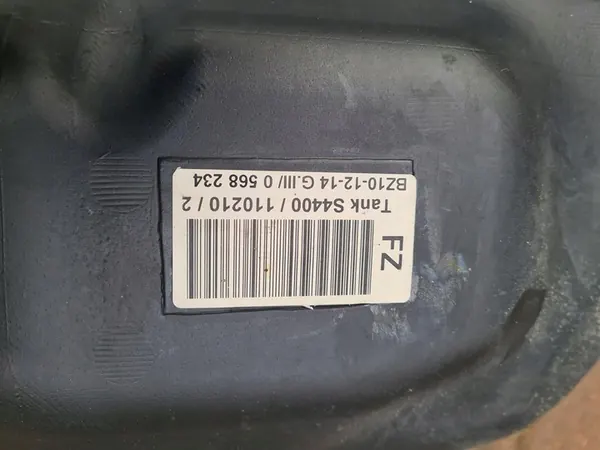 FZ
Tank S4400 / 110210 / 2
BZ10-12-14 G.III/ 0 568 234